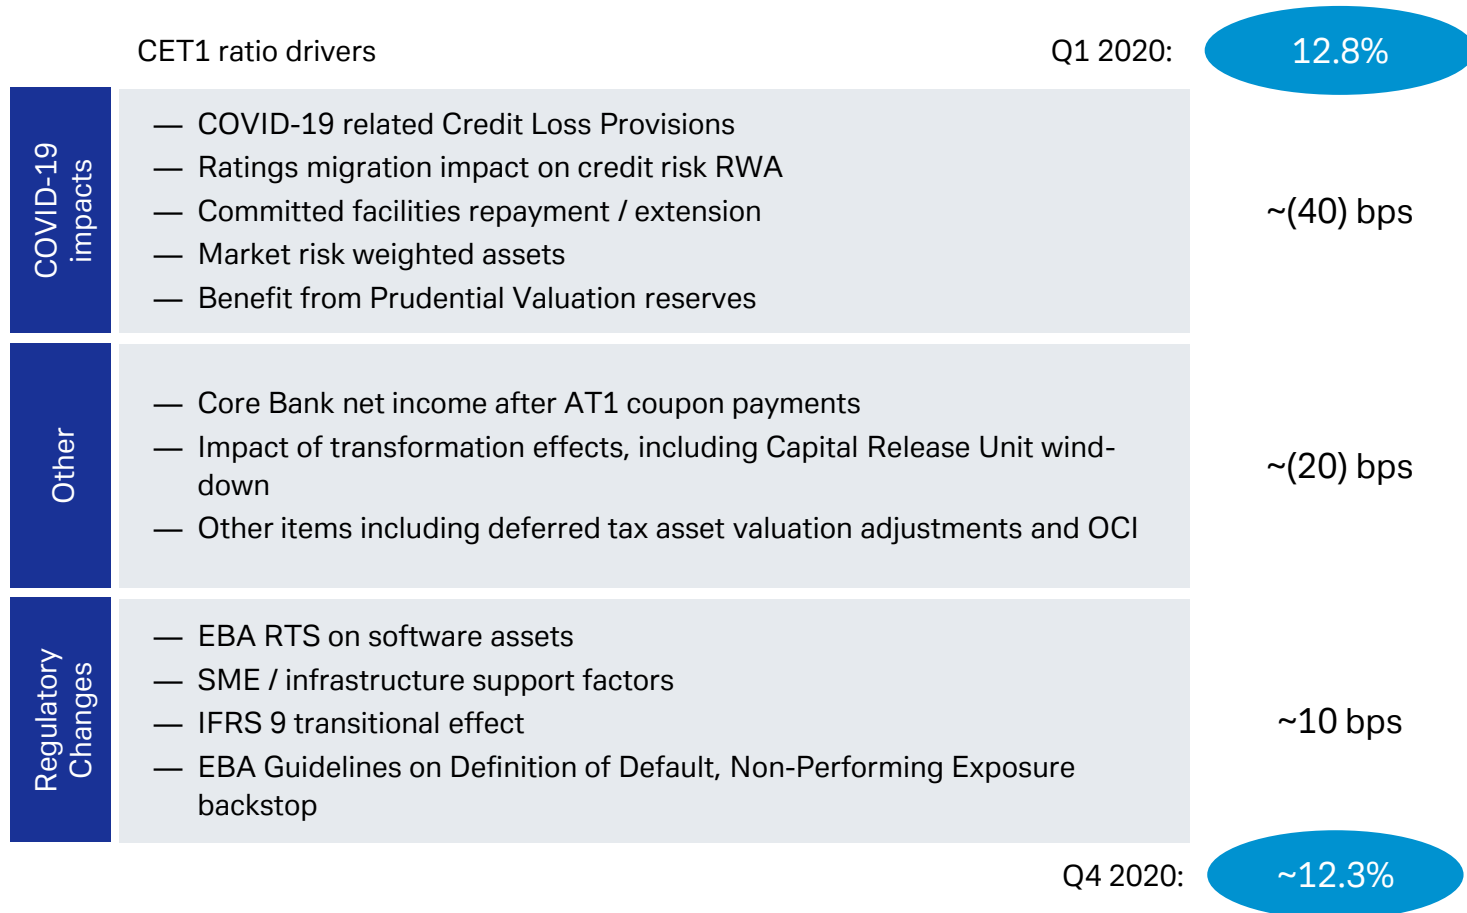 CET1 ratio drivers
Q1 2020:
12.8%
COVID-19
impacts
— COVID-19 related Credit Loss Provisions
— Ratings migration impact on credit risk RWA
— Committed facilities repayment / extension
— Market risk weighted assets
— Benefit from Prudential Valuation reserves
~(40) bps
Other
— Core Bank net income after AT1 coupon payments
— Impact of transformation effects, including Capital Release Unit wind-
down
— Other items including deferred tax asset valuation adjustments and OCI
~(20) bps
Regulatory
Changes
— EBA RTS on software assets
— SME / infrastructure support factors
— IFRS 9 transitional effect
— EBA Guidelines on Definition of Default, Non-Performing Exposure
backstop
~10 bps
Q4 2020:
~12.3%